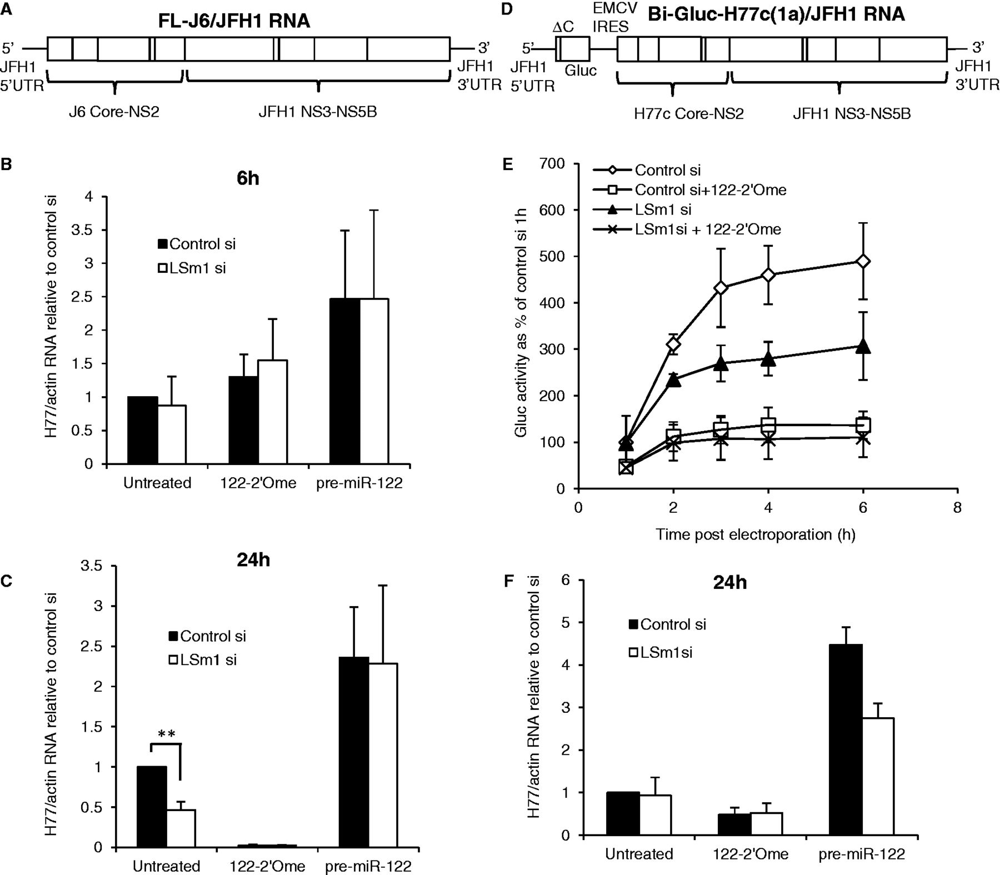 A
FL-J6/JFH1 RNA
5’
3’
JFH1
5’UTR
JFH1
3’UTR
J6 Core-NS2
JFH1 NS3-NS5B
D
EMCV
IRES
Bi-Gluc-H77c(1a)/JFH1 RNA
ΔC
5’
3’
Gluc
JFH1
5’UTR
JFH1
3’UTR
H77c Core-NS2
JFH1 NS3-NS5B
B
6h
H77/actin RNA relative to control si
4
3.5
3
2.5
2
1.5
1
0.5
0
Control si
LSm1 si
Untreated
122-2'Ome
pre-miR-122
E
Gluc activity as % of control si 1h
700
600
500
400
300
200
100
0
Control si
Control si+122-2'Ome
LSm1 si
LSm1si + 122-2'Ome
0
2
4
6
8
Time post electroporation (h)
C
24h
H77/actin RNA relative to control si
3.5
3
2.5
2
1.5
1
0.5
0
Control si
LSm1 si
**
Untreated
122-2'Ome
pre-miR-122
F
24h
H77/actin RNA relative to control si
6
5
4
3
2
1
0
Control si
LSm1si
Untreated
122-2'Ome
pre-miR-122